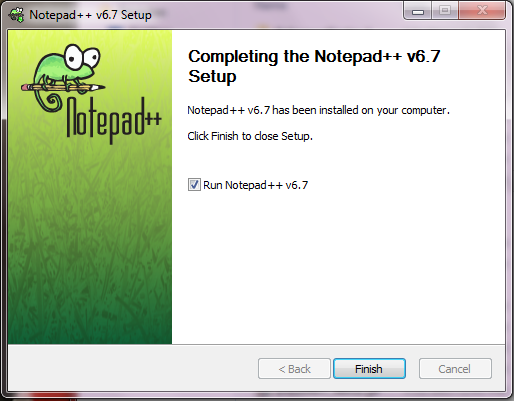 Notepad++ v6.7 Setup
Notepad++
Completing the Notepad++ v6.7
Setup
Notepad++ v6.7 has been installed on your computer.
Click Finish to close Setup.
Run Notepad++ v6.7
< Back
Finish
Cancel